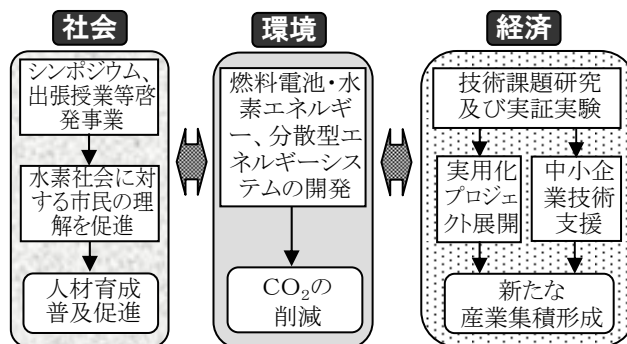 社会
シンポジウム、
出張授業等啓
発事業
水素社会に対
する市民の理
解を促進
人材育成
普及促進
環境
燃料電池・水
素エネルギ
ー、分散型エ
ネルギーシス
テムの開発
CO₂の
削減
経済
技術課題研究
及び実証実験
実用化
プロジェ
クト展開
中小企
業技術
支援
新たな
産業集積形成